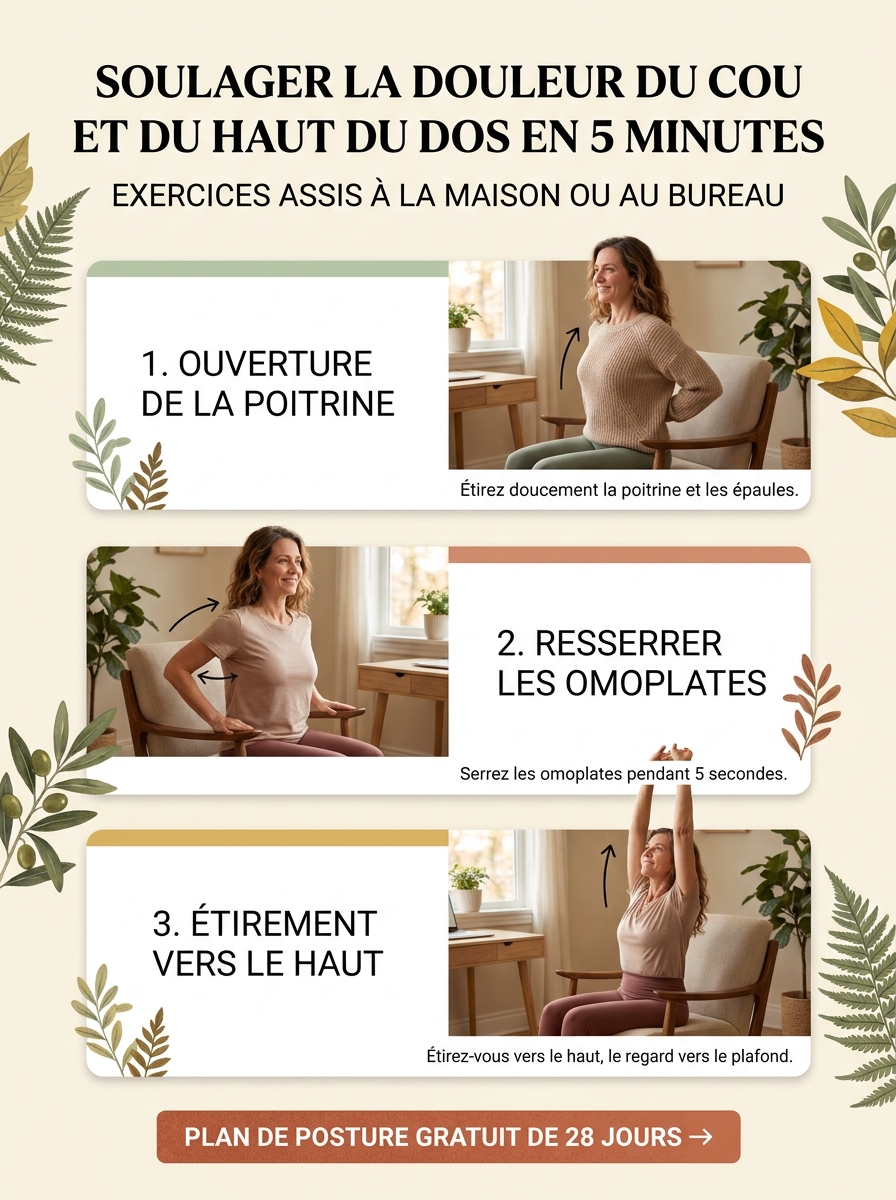 SOULAGER LA DOULEUR DU COU
ET DU HAUT DU DOS EN 5 MINUTES
EXERCICES ASSIS À LA MAISON OU AU BUREAU
1. OUVERTURE
DE LA POITRINE
Étirez doucement la poitrine et les épaules.
2. RESSERRER
LES OMOPLATES
Serrez les omoplates pendant 5 secondes.
3. ÉTIREMENT
VERS LE HAUT
Étirez-vous vers le haut, le regard vers le plafond.
PLAN DE POSTURE GRATUIT DE 28 JOURS →